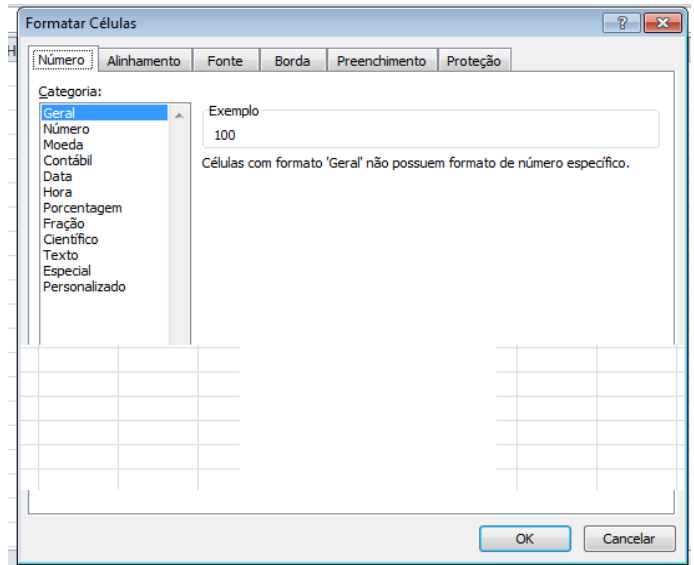 Formatar Células
H
Número Alinhamento Fonte Borda Preenchimento Proteção
Categoria:
Geral
Número
Moeda
Contábil
Data
Hora
Porcentagem
Fração
Científico
Texto
Especial
Personalizado
Exemplo
100
Células com formato 'Geral' não possuem formato de número específico.
OK Cancelar